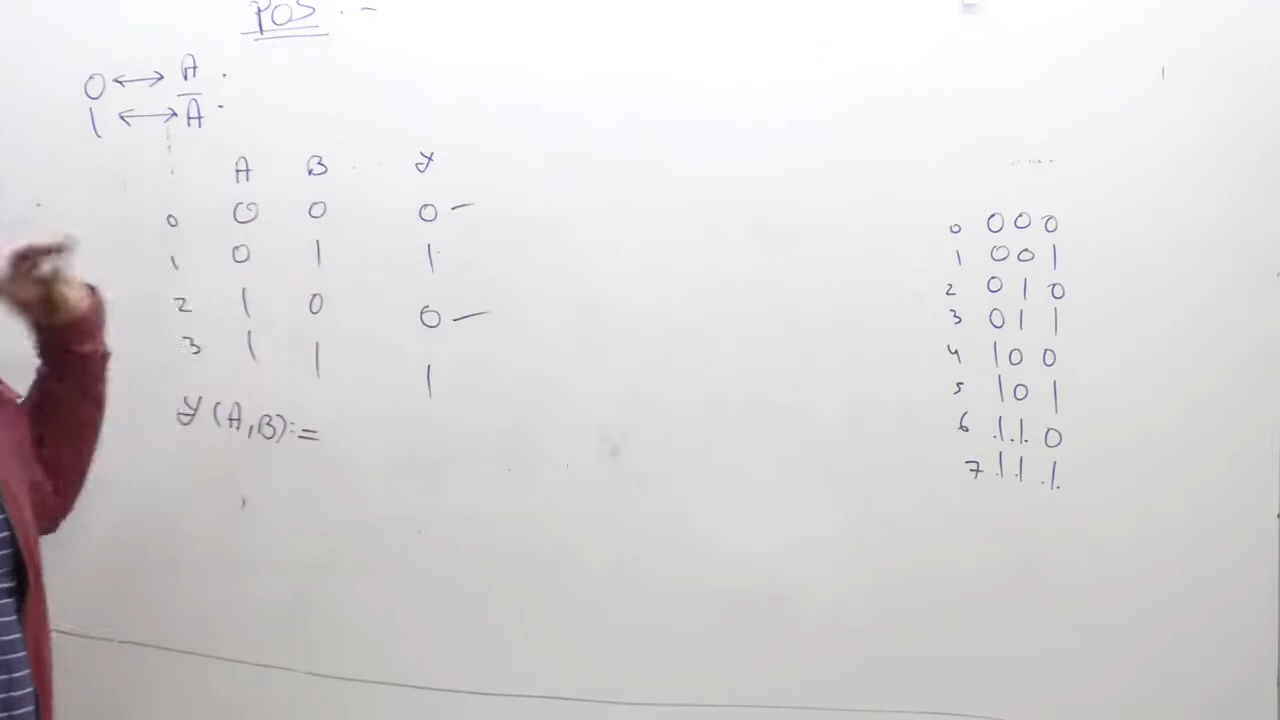 POS :-
0 ↔ A
1 ↔ A̅
A B Y
0 0 0 0 -
1 0 1 1
2 1 0 0 -
3 1 1 1
Y(A,B):=
0 0 0 0
1 0 0 1
2 0 1 0
3 0 1 1
4 1 0 0
5 1 0 1
6 1 1 0
7 1 1 1